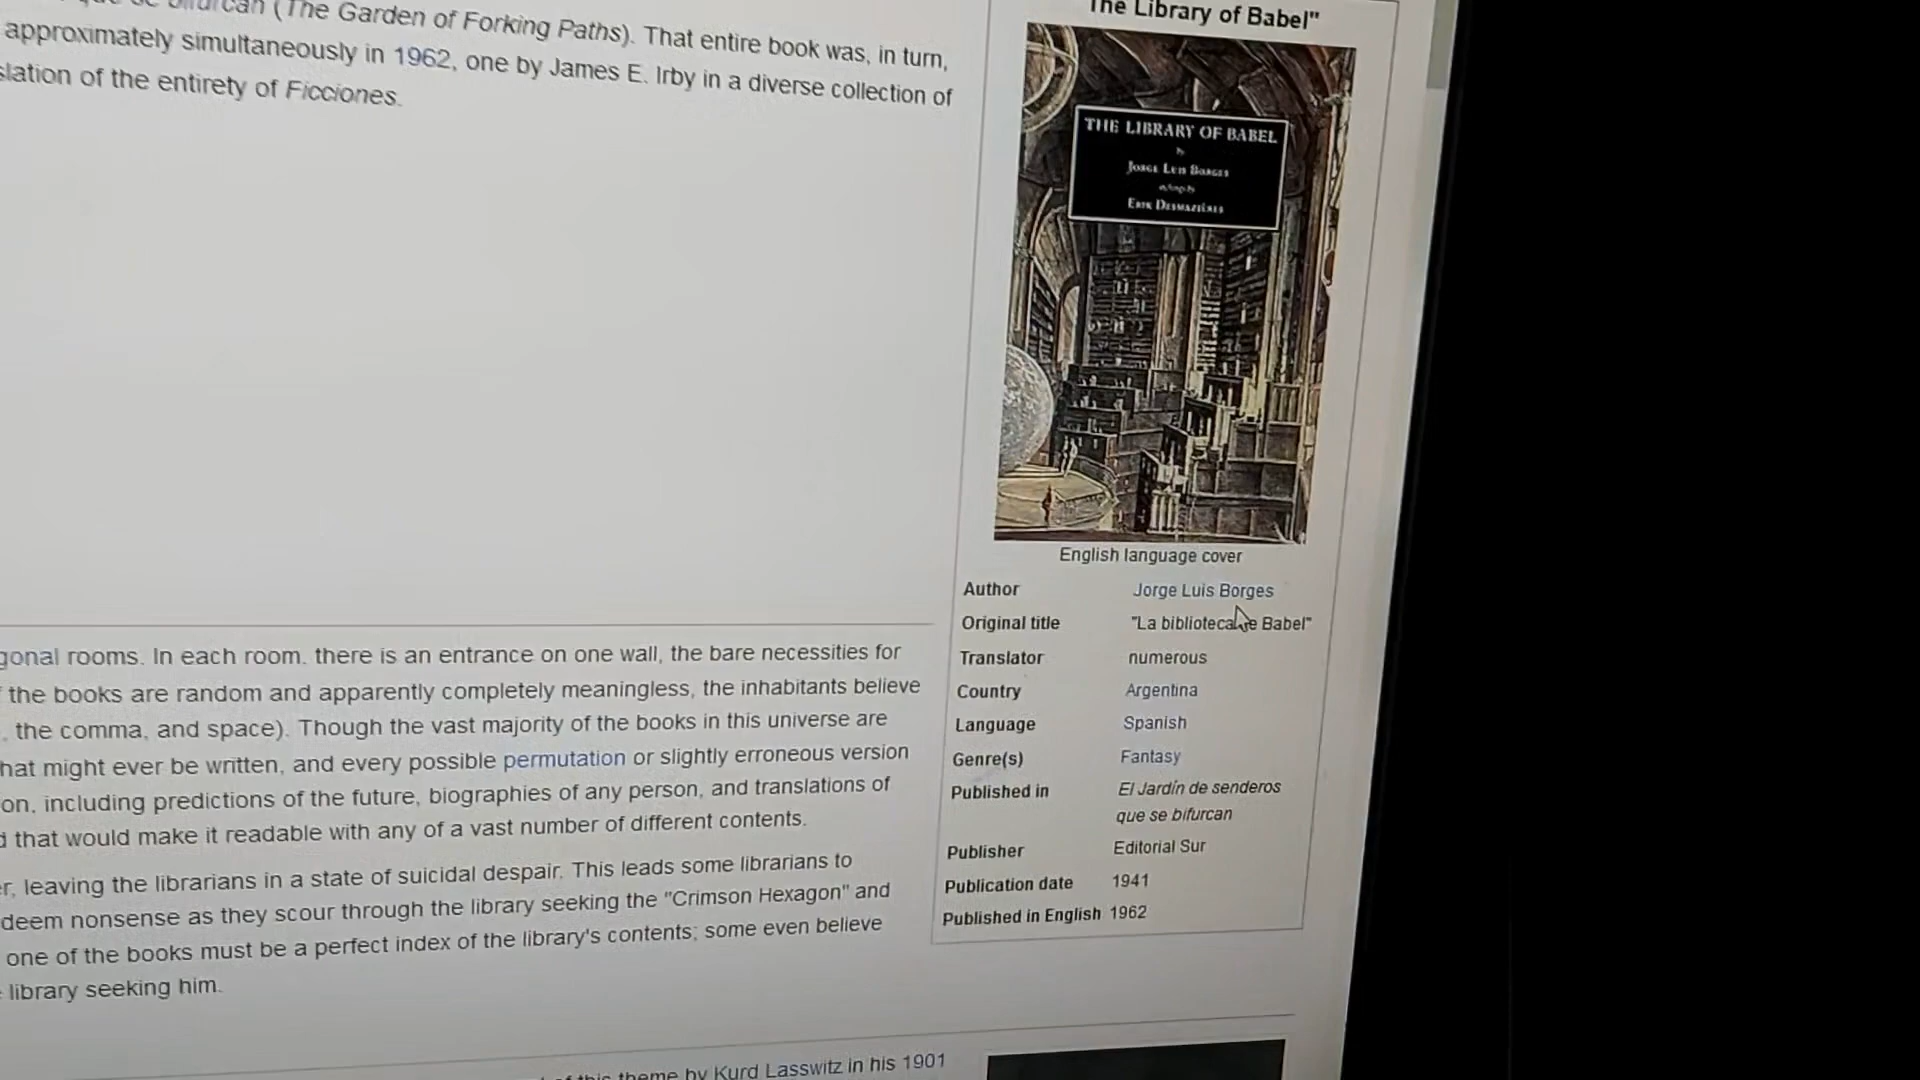 (The Garden of Forking Paths). That entire book was, in turn,
approximately simultaneously in 1962, one by James E. Irby in a diverse collection of
slation of the entirety of Ficciones.
gonal rooms. In each room, there is an entrance on one wall, the bare necessities for
the books are random and apparently completely meaningless, the inhabitants believe
, the comma, and space). Though the vast majority of the books in this universe are
hat might ever be written, and every possible permutation or slightly erroneous version
on, including predictions of the future, biographies of any person, and translations of
d that would make it readable with any of a vast number of different contents.
er, leaving the librarians in a state of suicidal despair. This leads some librarians to
deem nonsense as they scour through the library seeking the "Crimson Hexagon" and
one of the books must be a perfect index of the library's contents; some even believe
library seeking him.
of this theme by Kurd Lasswitz in his 1901
The Library of Babel"
THE LIBRARY OF BABEL
by
JORGE LUIS BORGES
ERIK DESMAZIÈRES
English language cover
Author Jorge Luis Borges
Original title "La biblioteca de Babel"
Translator numerous
Country Argentina
Language Spanish
Genre(s) Fantasy
Published in El Jardín de senderos
que se bifurcan
Publisher Editorial Sur
Publication date 1941
Published in English 1962